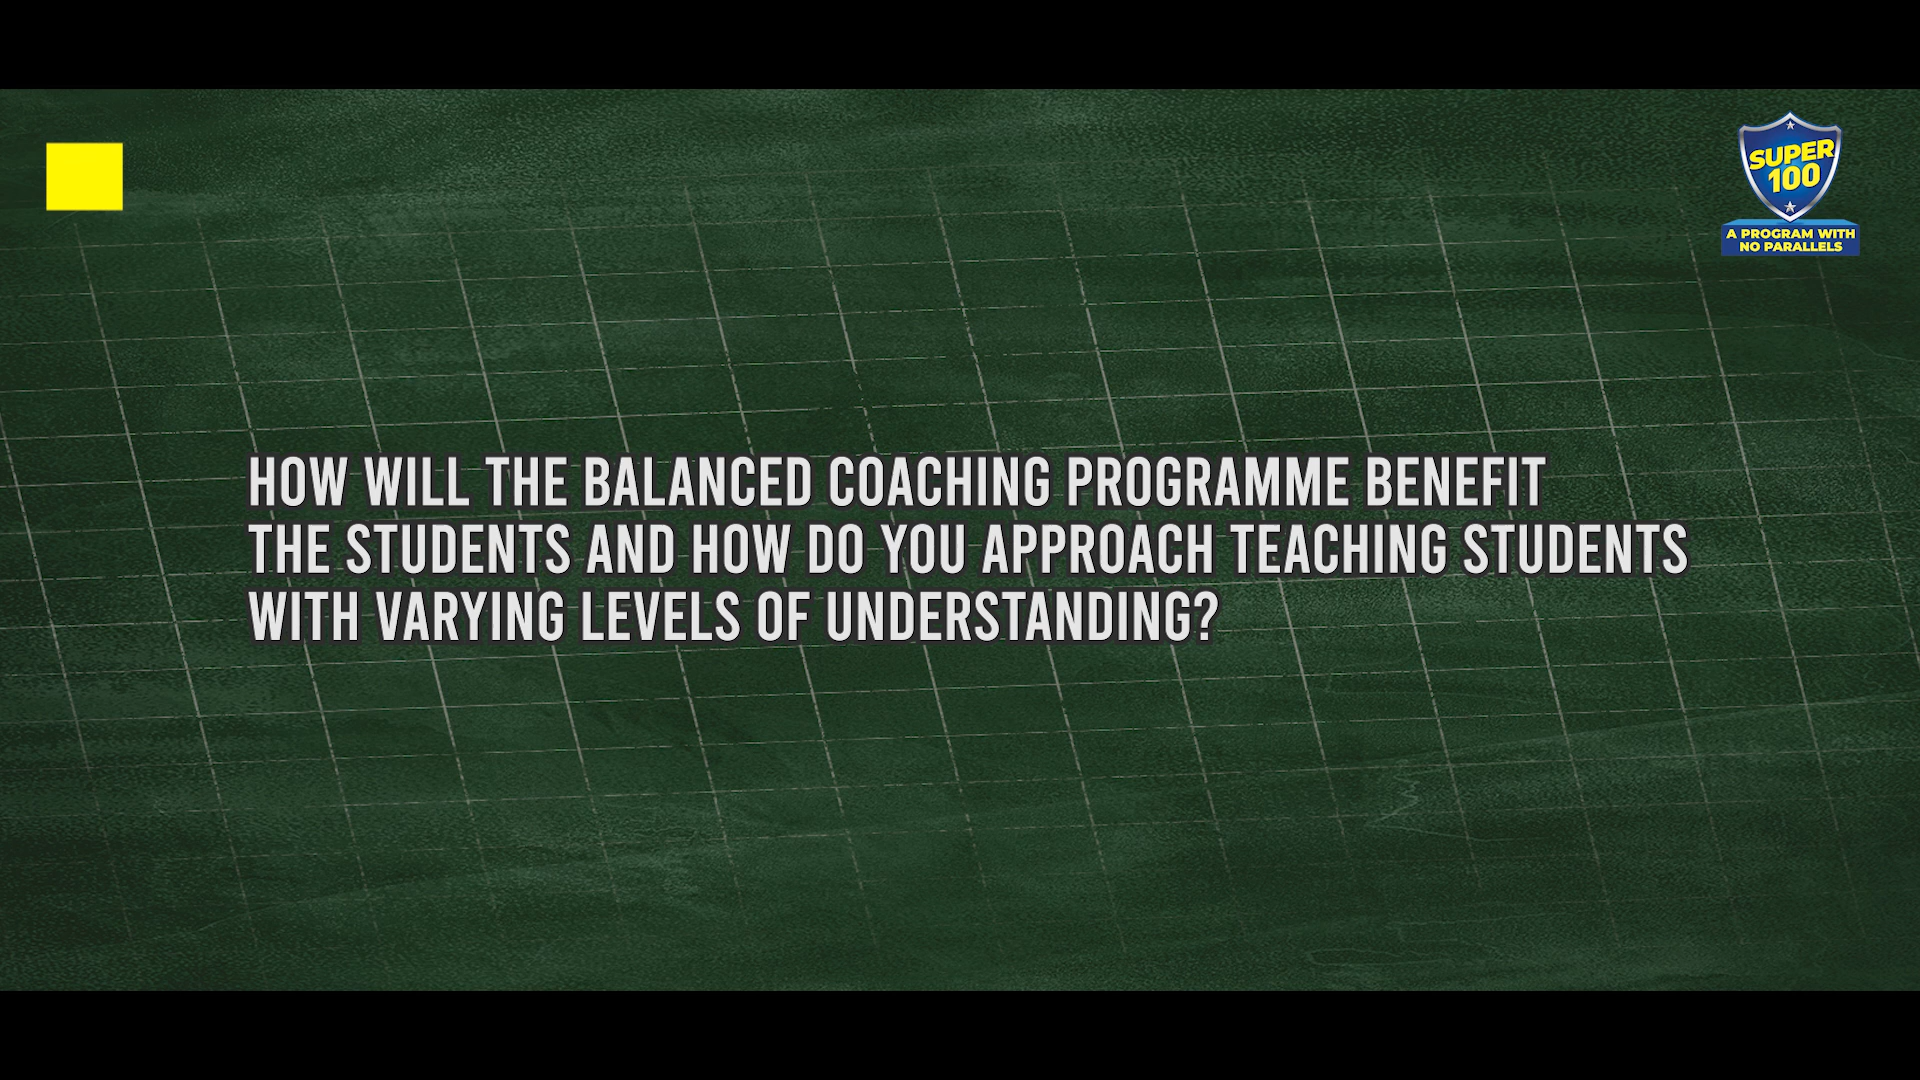 SUPER
100
A PROGRAM WITH
NO PARALLELS
HOW WILL THE BALANCED COACHING PROGRAMME BENEFIT
THE STUDENTS AND HOW DO YOU APPROACH TEACHING STUDENTS
WITH VARYING LEVELS OF UNDERSTANDING?